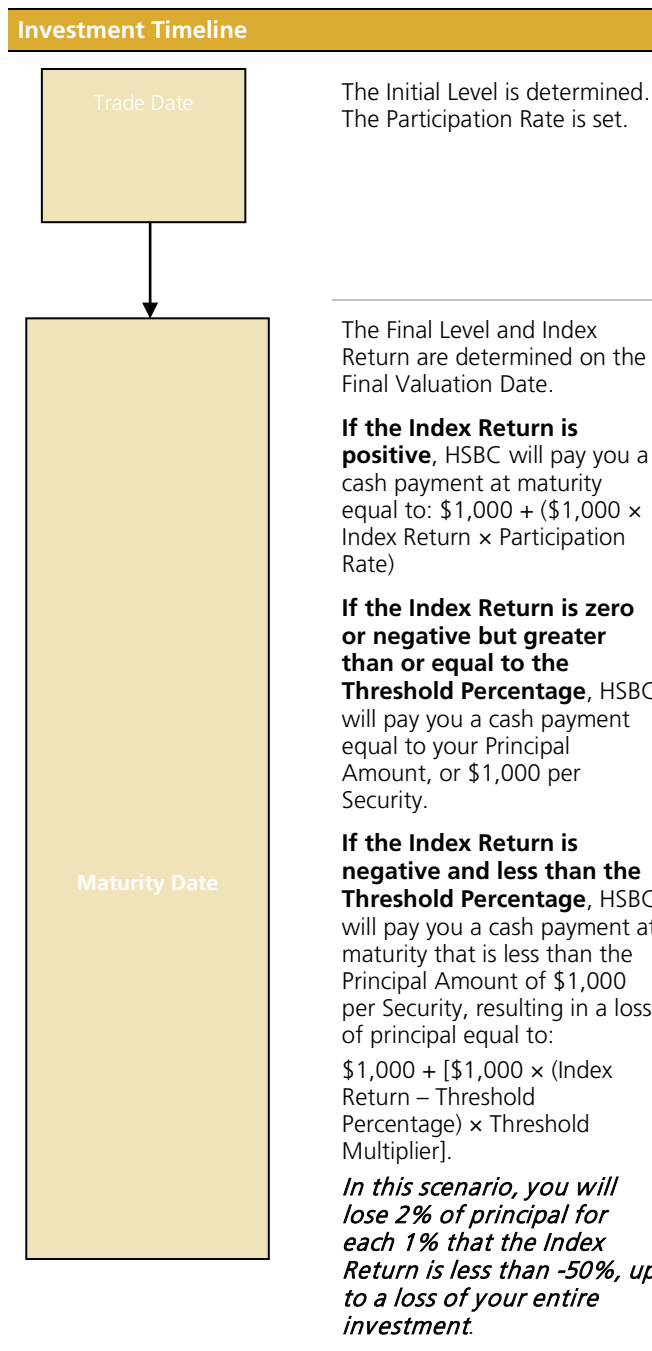 Investment Timeline
Trade Date
The Initial Level is determined.
The Participation Rate is set.
The Final Level and Index
Return are determined on the
Final Valuation Date.
If the Index Return is
positive, HSBC will pay you a
cash payment at maturity
equal to: $1,000 + ($1,000 ×
Index Return × Participation
Rate)
If the Index Return is zero
or negative but greater
than or equal to the
Threshold Percentage, HSBC
will pay you a cash payment
equal to your Principal
Amount, or $1,000 per
Security.
If the Index Return is
negative and less than the
Threshold Percentage, HSBC
will pay you a cash payment at
maturity that is less than the
Principal Amount of $1,000
per Security, resulting in a loss
of principal equal to:
$1,000 + [$1,000 × (Index
Return – Threshold
Percentage) × Threshold
Multiplier].
In this scenario, you will
lose 2% of principal for
each 1% that the Index
Return is less than -50%, up
to a loss of your entire
investment.
Maturity Date